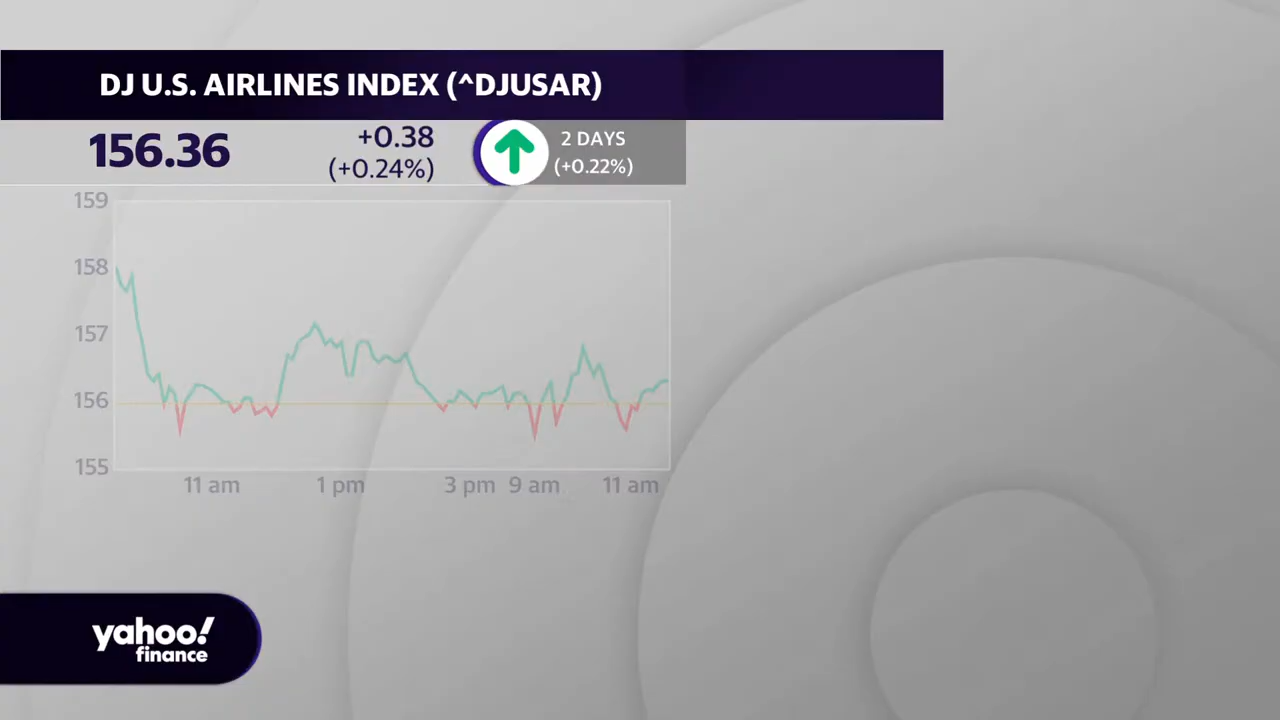 DJ U.S. AIRLINES INDEX (^DJUSAR)
156.36
+0.38
(+0.24%)
2 DAYS
(+0.22%)
159
158
157
156
155
11 am 1 pm 3 pm 9 am 11 am
yahoo!
finance